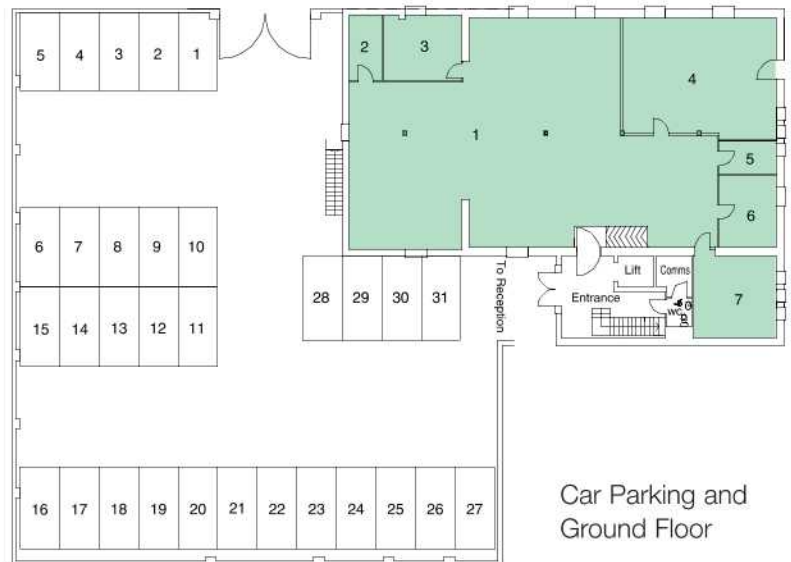 5 4 3 2 1
2
3
4
1
5
6
6 7 8 9 10
28 29 30 31
To Reception
Lift
Comms
Entrance
WC
7
15 14 13 12 11
16 17 18 19 20 21 22 23 24 25 26 27
Car Parking and
Ground Floor